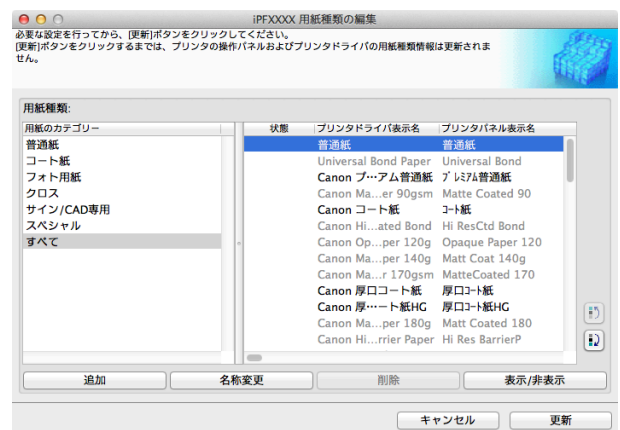 iPFXXXX 用紙種類の編集
必要な設定を行ってから、[更新]ボタンをクリックしてください。
[更新]ボタンをクリックするまでは、プリンタの操作パネルおよびプリンタドライバの用紙種類情報は更新されま
せん。
用紙種類:
用紙のカテゴリー
普通紙
コート紙
フォト用紙
クロス
サイン/CAD専用
スペシャル
すべて
状態 プリンタドライバ表示名 プリンタパネル表示名
普通紙 普通紙
Universal Bond Paper Universal Bond
Canon プ…アム普通紙 プレミアム普通紙
Canon Ma...er 90gsm Matte Coated 90
Canon コート紙 コート紙
Canon Hi...ated Bond Hi ResCtd Bond
Canon Op...per 120g Opaque Paper 120
Canon Ma...per 140g Matt Coat 140g
Canon Ma...r 170gsm MatteCoated 170
Canon 厚口コート紙 厚口コート紙
Canon 厚…ート紙HG 厚口コート紙HG
Canon Ma...per 180g Matt Coated 180
Canon Hi...rrier Paper Hi Res BarrierP
追加 名称変更 削除 表示/非表示
キャンセル 更新